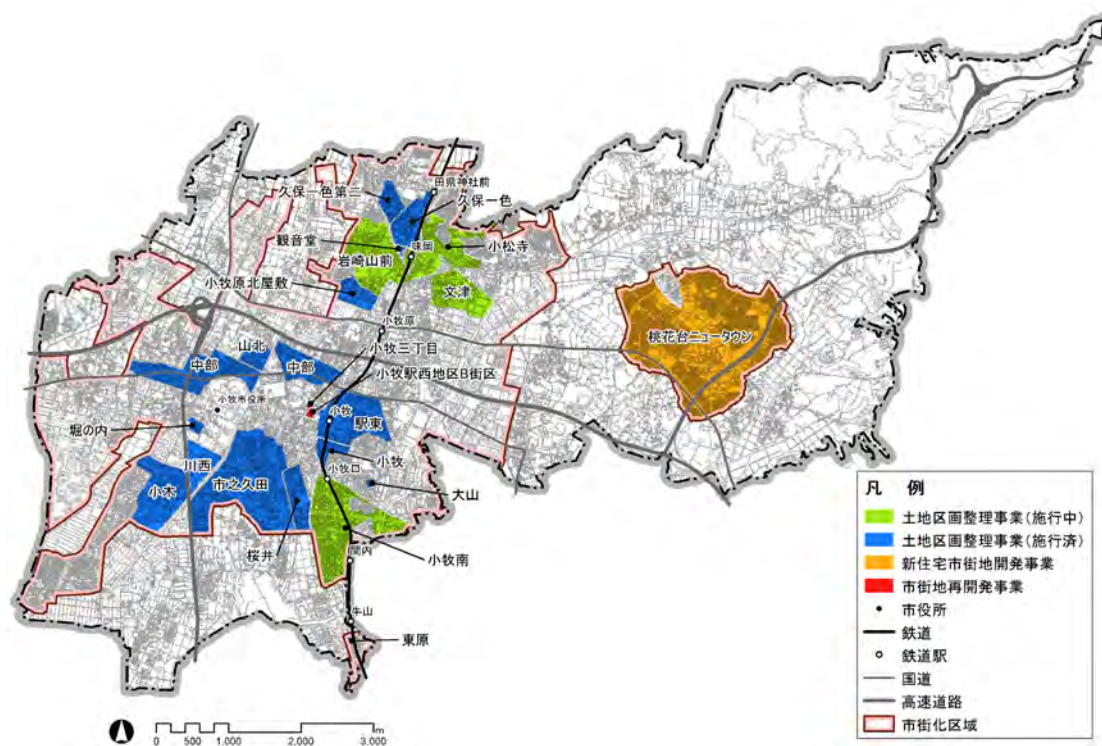 田県神社前
久保一色第二
久保一色
観音堂
味岡
小松寺
岩崎山前
小牧原北屋敷
文津
小牧原
桃花台ニュータウン
山北
小牧三丁目
中部
中部
小牧駅西地区B街区
小牧市役所
小牧
駅東
堀の内
川西
小牧
小牧口
小木
市之久田
大山
桜井
小牧南
間内
牛山
東原
凡 例
土地区画整理事業(施行中)
土地区画整理事業(施行済)
新住宅市街地開発事業
市街地再開発事業
市役所
鉄道
鉄道駅
国道
高速道路
市街化区域
0 500 1,000 2,000 3,000
m